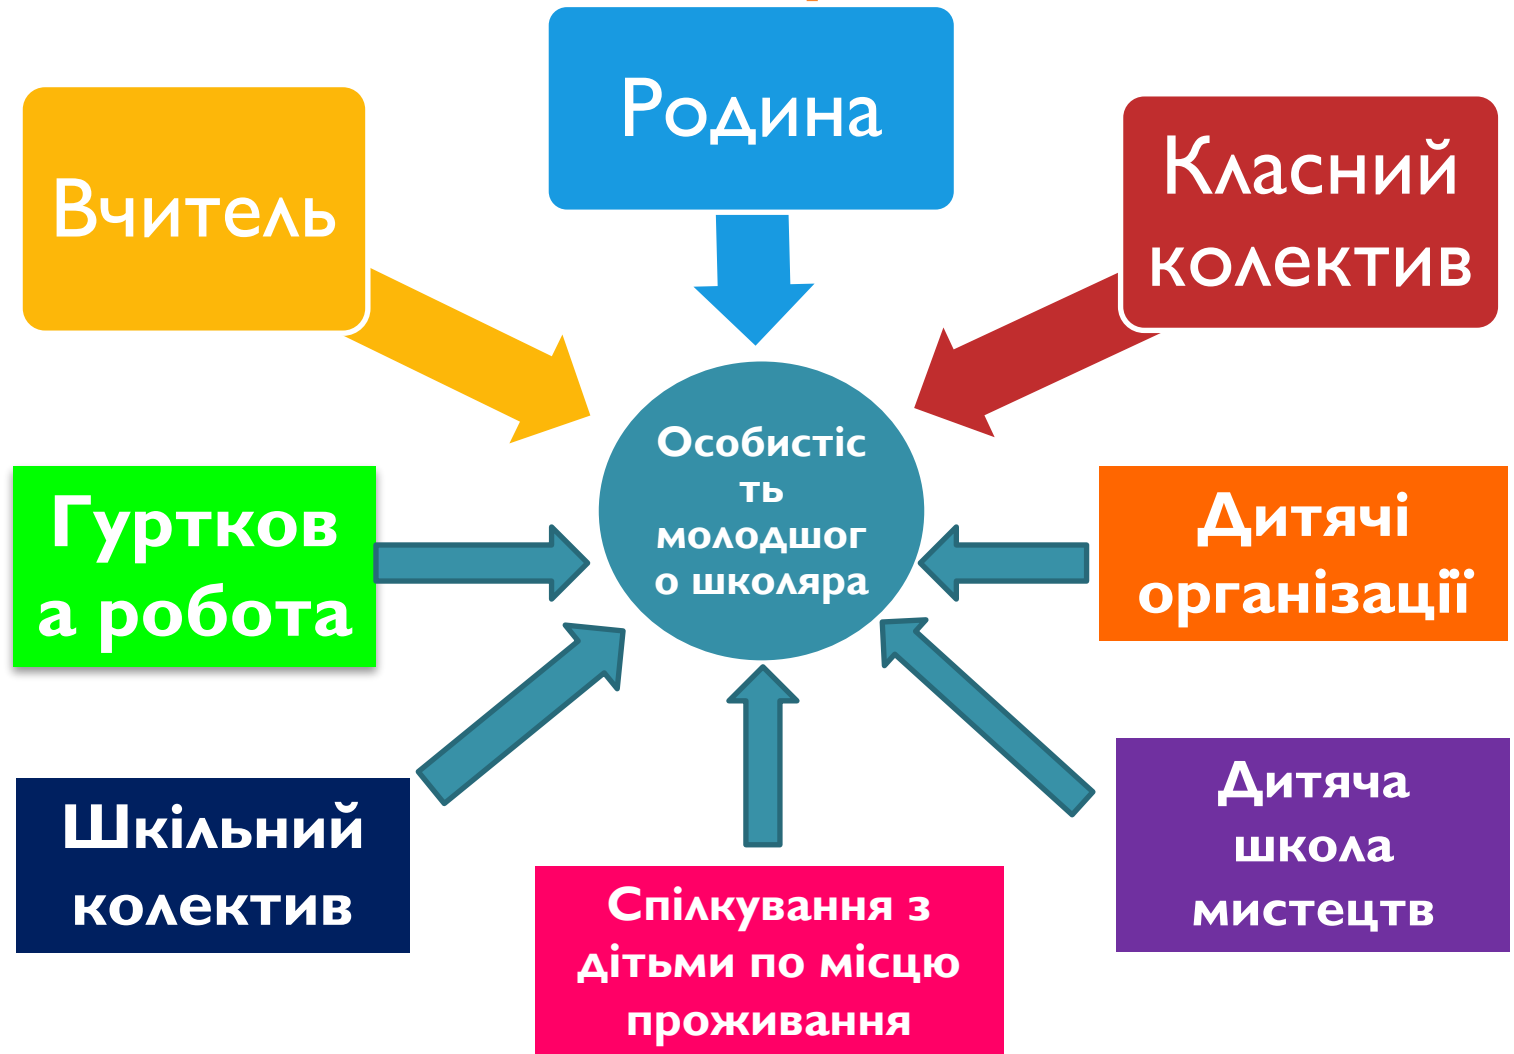 Родина
Вчитель
Класний
колектив
Особистіс
ть
молодшог
о школяра
Гуртков
а робота
Дитячі
організації
Шкільний
колектив
Спілкування з
дітьми по місцю
проживання
Дитяча
школа
мистецтв